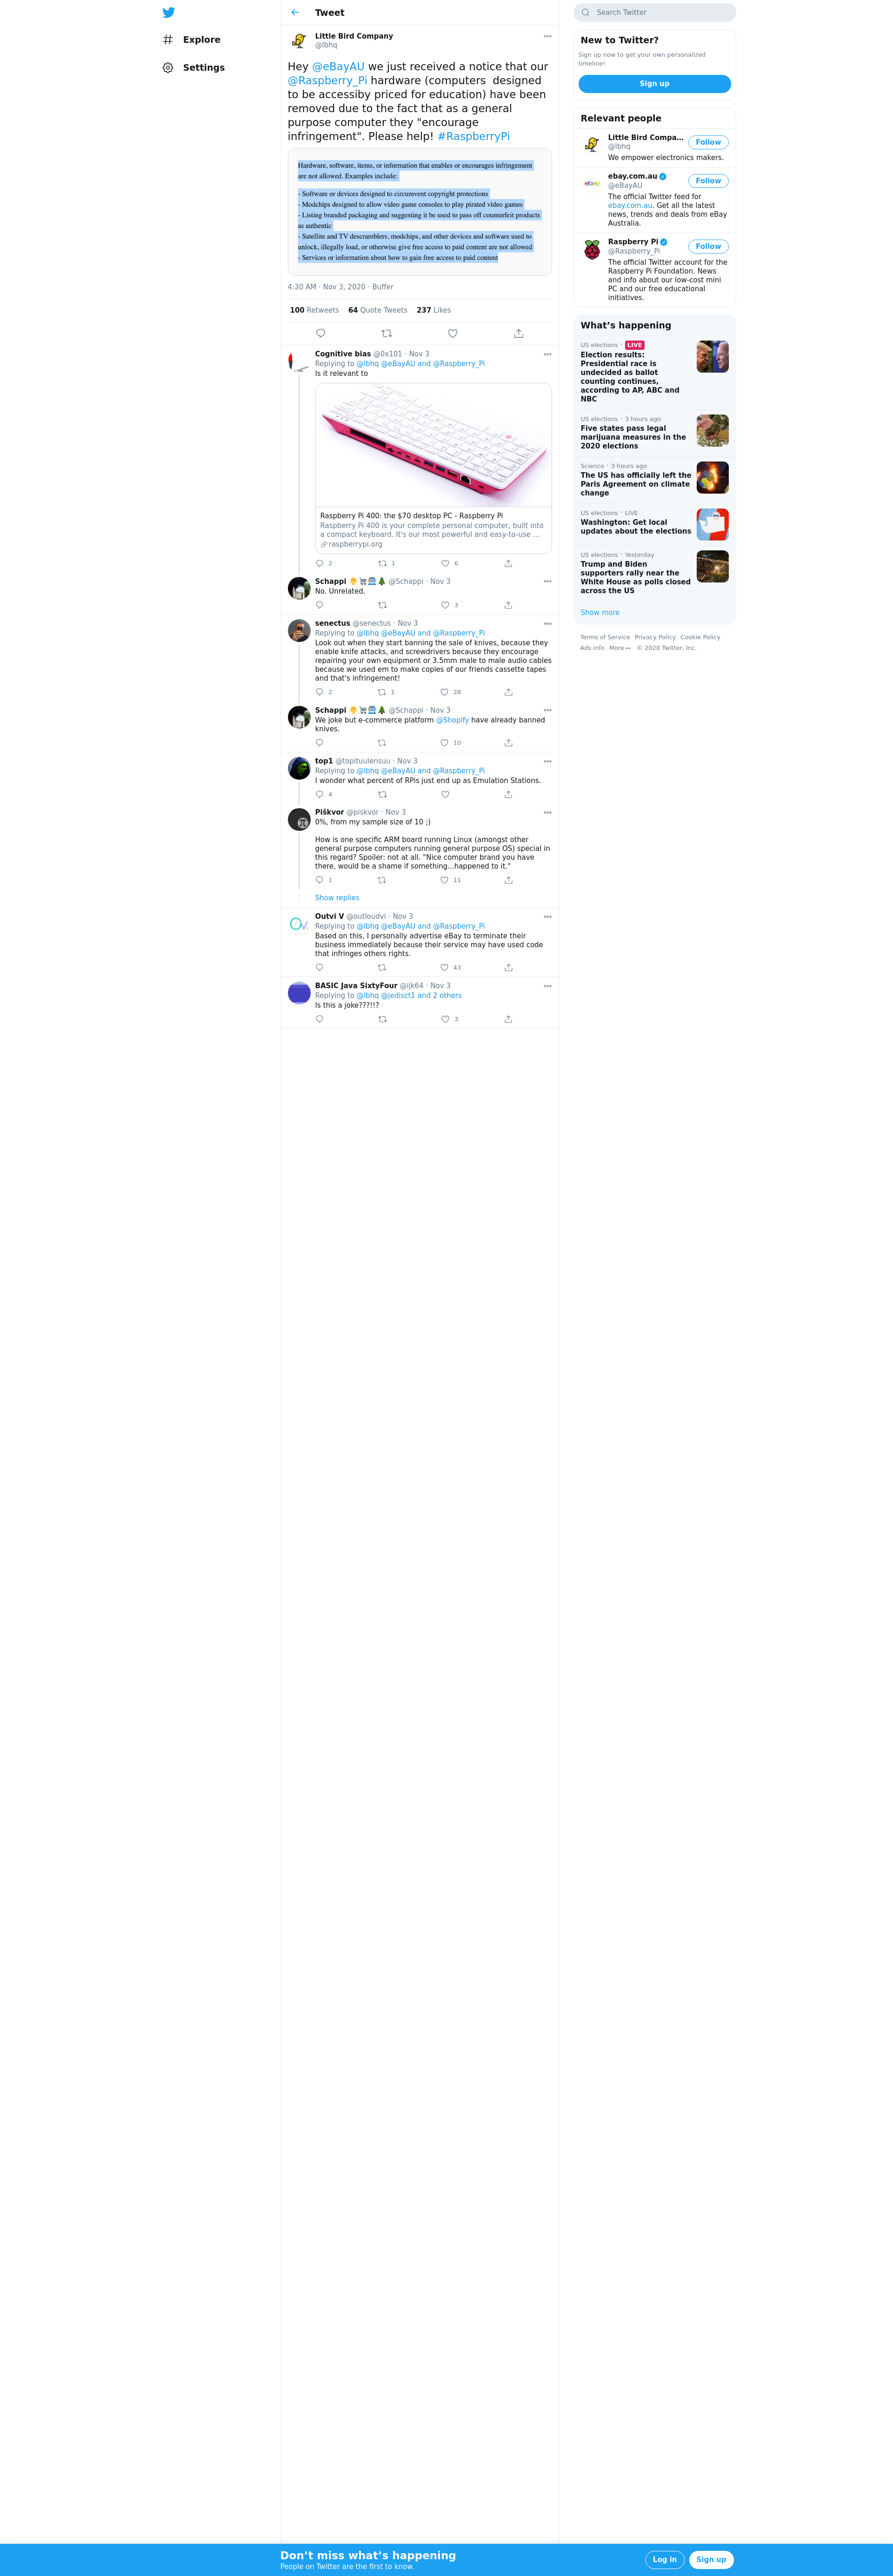 Explore
Settings
Tweet
Little Bird Company
@lbhq
Hey @eBayAU we just received a notice that our
@Raspberry_Pi hardware (computers  designed
to be accessiby priced for education) have been
removed due to the fact that as a general
purpose computer they "encourage
infringement". Please help! #RaspberryPi
Hardware, software, items, or information that enables or encourages infringement
are not allowed. Examples include:
- Software or devices designed to circumvent copyright protections
- Modchips designed to allow video game consoles to play pirated video games
- Listing branded packaging and suggesting it be used to pass off counterfeit products
as authentic
- Satellite and TV descramblers, modchips, and other devices and software used to
unlock, illegally load, or otherwise give free access to paid content are not allowed
- Services or information about how to gain free access to paid content
4:30 AM · Nov 3, 2020 · Buffer
100 Retweets 64 Quote Tweets 237 Likes
Cognitive bias @0x101 · Nov 3
Replying to @lbhq @eBayAU and @Raspberry_Pi
Is it relevant to
Raspberry Pi 400: the $70 desktop PC - Raspberry Pi
Raspberry Pi 400 is your complete personal computer, built into
a compact keyboard. It's our most powerful and easy-to-use ...
raspberrypi.org
2 1 6
Schappi @Schappi · Nov 3
No. Unrelated.
3
senectus @senectus · Nov 3
Replying to @lbhq @eBayAU and @Raspberry_Pi
Look out when they start banning the sale of knives, because they
enable knife attacks, and screwdrivers because they encourage
repairing your own equipment or 3.5mm male to male audio cables
because we used em to make copies of our friends cassette tapes
and that's infringement!
2 1 28
Schappi @Schappi · Nov 3
We joke but e-commerce platform @Shopify have already banned
knives.
10
top1 @topituulensuu · Nov 3
Replying to @lbhq @eBayAU and @Raspberry_Pi
I wonder what percent of RPis just end up as Emulation Stations.
4
Piškvor @piskvor · Nov 3
0%, from my sample size of 10 ;)
How is one specific ARM board running Linux (amongst other
general purpose computers running general purpose OS) special in
this regard? Spoiler: not at all. "Nice computer brand you have
there, would be a shame if something...happened to it."
1 11
Show replies
Outvi V @outloudvi · Nov 3
Replying to @lbhq @eBayAU and @Raspberry_Pi
Based on this, I personally advertise eBay to terminate their
business immediately because their service may have used code
that infringes others rights.
43
BASIC Java SixtyFour @ijk64 · Nov 3
Replying to @lbhq @jedisct1 and 2 others
Is this a joke???!!?
3
Search Twitter
New to Twitter?
Sign up now to get your own personalized
timeline!
Sign up
Relevant people
Little Bird Compa...
@lbhq
Follow
We empower electronics makers.
ebay
ebay.com.au
@eBayAU
Follow
The official Twitter feed for
ebay.com.au. Get all the latest
news, trends and deals from eBay
Australia.
Raspberry Pi
@Raspberry_Pi
Follow
The official Twitter account for the
Raspberry Pi Foundation. News
and info about our low-cost mini
PC and our free educational
initiatives.
What's happening
US elections · LIVE
Election results:
Presidential race is
undecided as ballot
counting continues,
according to AP, ABC and
NBC
US elections · 3 hours ago
Five states pass legal
marijuana measures in the
2020 elections
Science · 3 hours ago
The US has officially left the
Paris Agreement on climate
change
US elections · LIVE
Washington: Get local
updates about the elections
US elections · Yesterday
Trump and Biden
supporters rally near the
White House as polls closed
across the US
Show more
Terms of Service Privacy Policy Cookie Policy
Ads info More © 2020 Twitter, Inc.
Don't miss what's happening
People on Twitter are the first to know.
Log in
Sign up